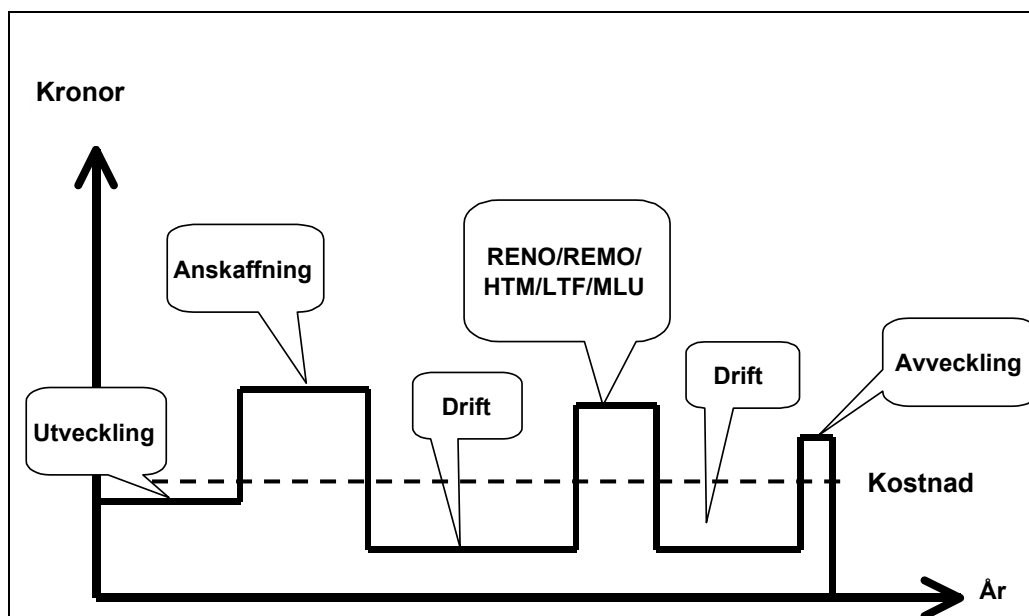 Kronor
Anskaffning
RENO/REMO/
HTM/LTF/MLU
Avveckling
Drift
Drift
Utveckling
Kostnad
År